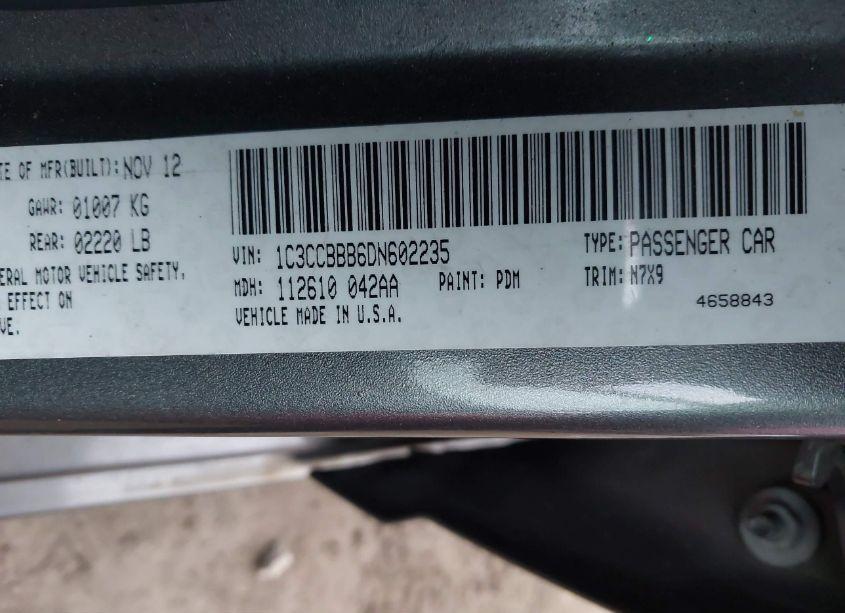 TE OF MFR(BUILT): NOV 12
GAWR: 01007 KG
REAR: 02220 LB
ERAL MOTOR VEHICLE SAFETY,
EFFECT ON
VE.
VIN: 1C3CCBBB6DN602235
TYPE: PASSENGER CAR
MDH: 112610 042AA
PAINT: PDM
TRIM: N7X9
VEHICLE MADE IN U.S.A.
4658843